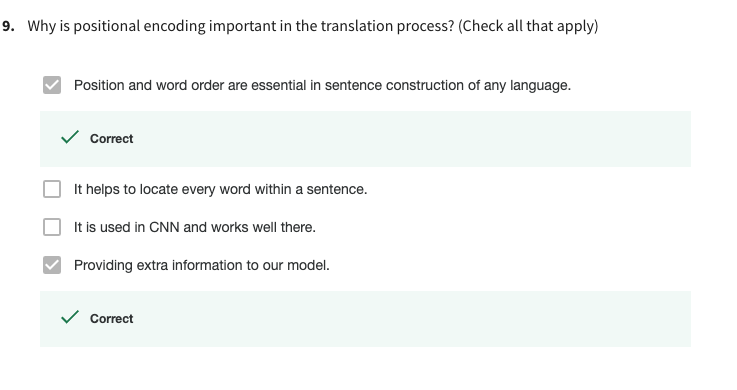 9. Why is positional encoding important in the translation process? (Check all that apply)
Position and word order are essential in sentence construction of any language.
Correct
It helps to locate every word within a sentence.
It is used in CNN and works well there.
Providing extra information to our model.
Correct